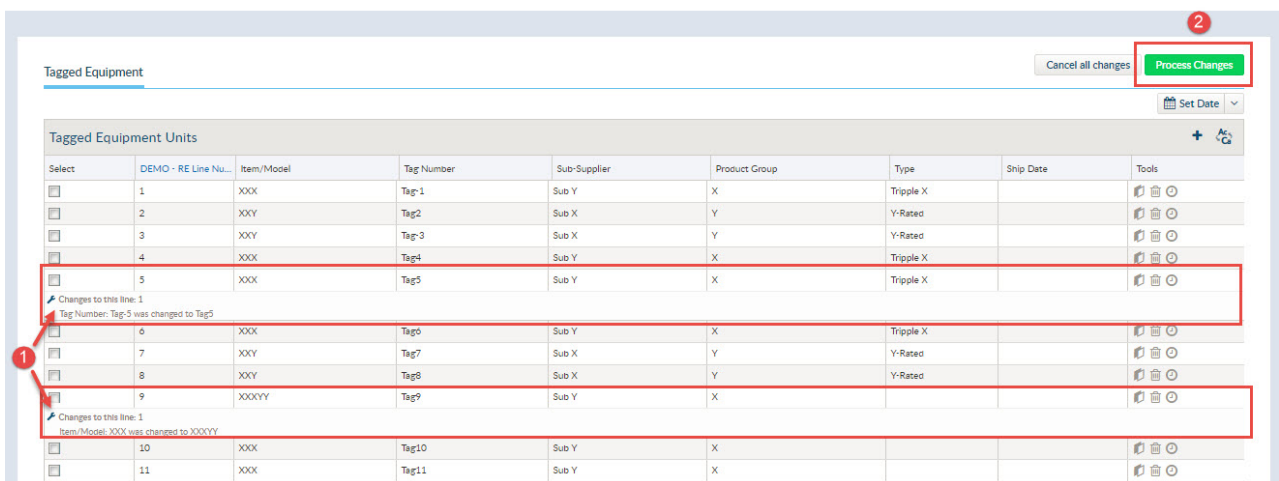 2
Tagged Equipment
Cancel all changes
Process Changes
Set Date
Tagged Equipment Units
Ac Ca
Select DEMO - RE Line Nu... Item/Model Tag Number Sub-Supplier Product Group Type Ship Date Tools
1 XXX Tag-1 Sub Y X Tripple X
2 XXY Tag2 Sub X Y Y-Rated
3 XXY Tag-3 Sub X Y Y-Rated
4 XXX Tag4 Sub Y X Tripple X
5 XXX Tag5 Sub Y X Tripple X
Changes to this line: 1
Tag Number: Tag-5 was changed to Tag5
6 XXX Tag6 Sub Y X Tripple X
1
7 XXY Tag7 Sub X Y Y-Rated
8 XXY Tag8 Sub X Y Y-Rated
9 XXXYY Tag9 Sub Y X
Changes to this line: 1
Item/Model: XXX was changed to XXXYY
10 XXX Tag10 Sub Y X
11 XXX Tag11 Sub Y X